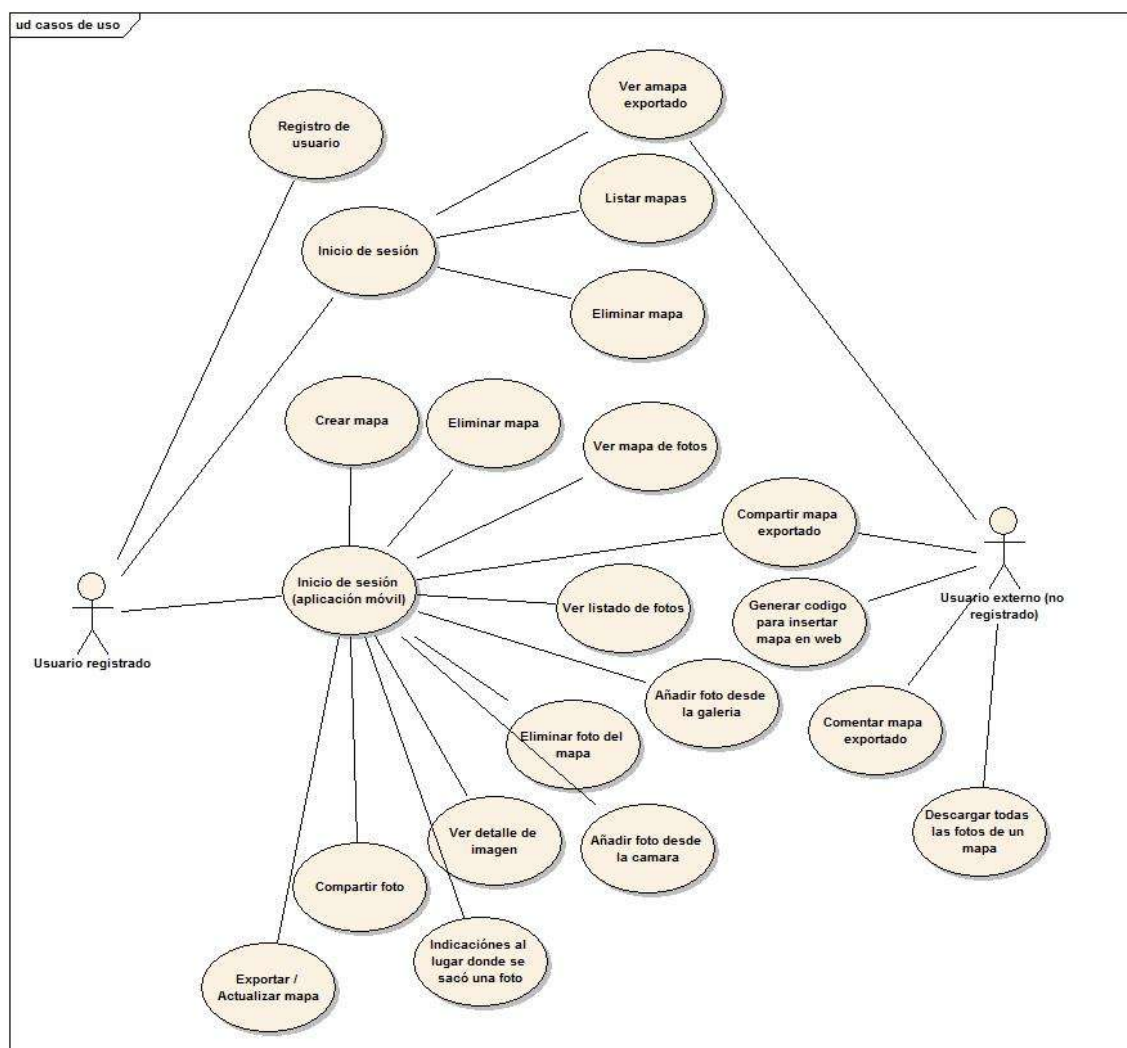 ud casos de uso
Ver amapa
exportado
Registro de
usuario
Listar mapas
Inicio de sesión
Eliminar mapa
Crear mapa
Eliminar mapa
Ver mapa de fotos
Compartir mapa
exportado
Inicio de sesión
(aplicación móvil)
Ver listado de fotos
Generar codigo
para insertar
mapa en web
Usuario externo (no
registrado)
Usuario registrado
Añadir foto desde
la galeria
Eliminar foto del
mapa
Comentar mapa
exportado
Ver detalle de
imagen
Añadir foto desde
la camara
Descargar todas
las fotos de un
mapa
Compartir foto
Indicaciónes al
lugar donde se
sacó una foto
Exportar /
Actualizar mapa